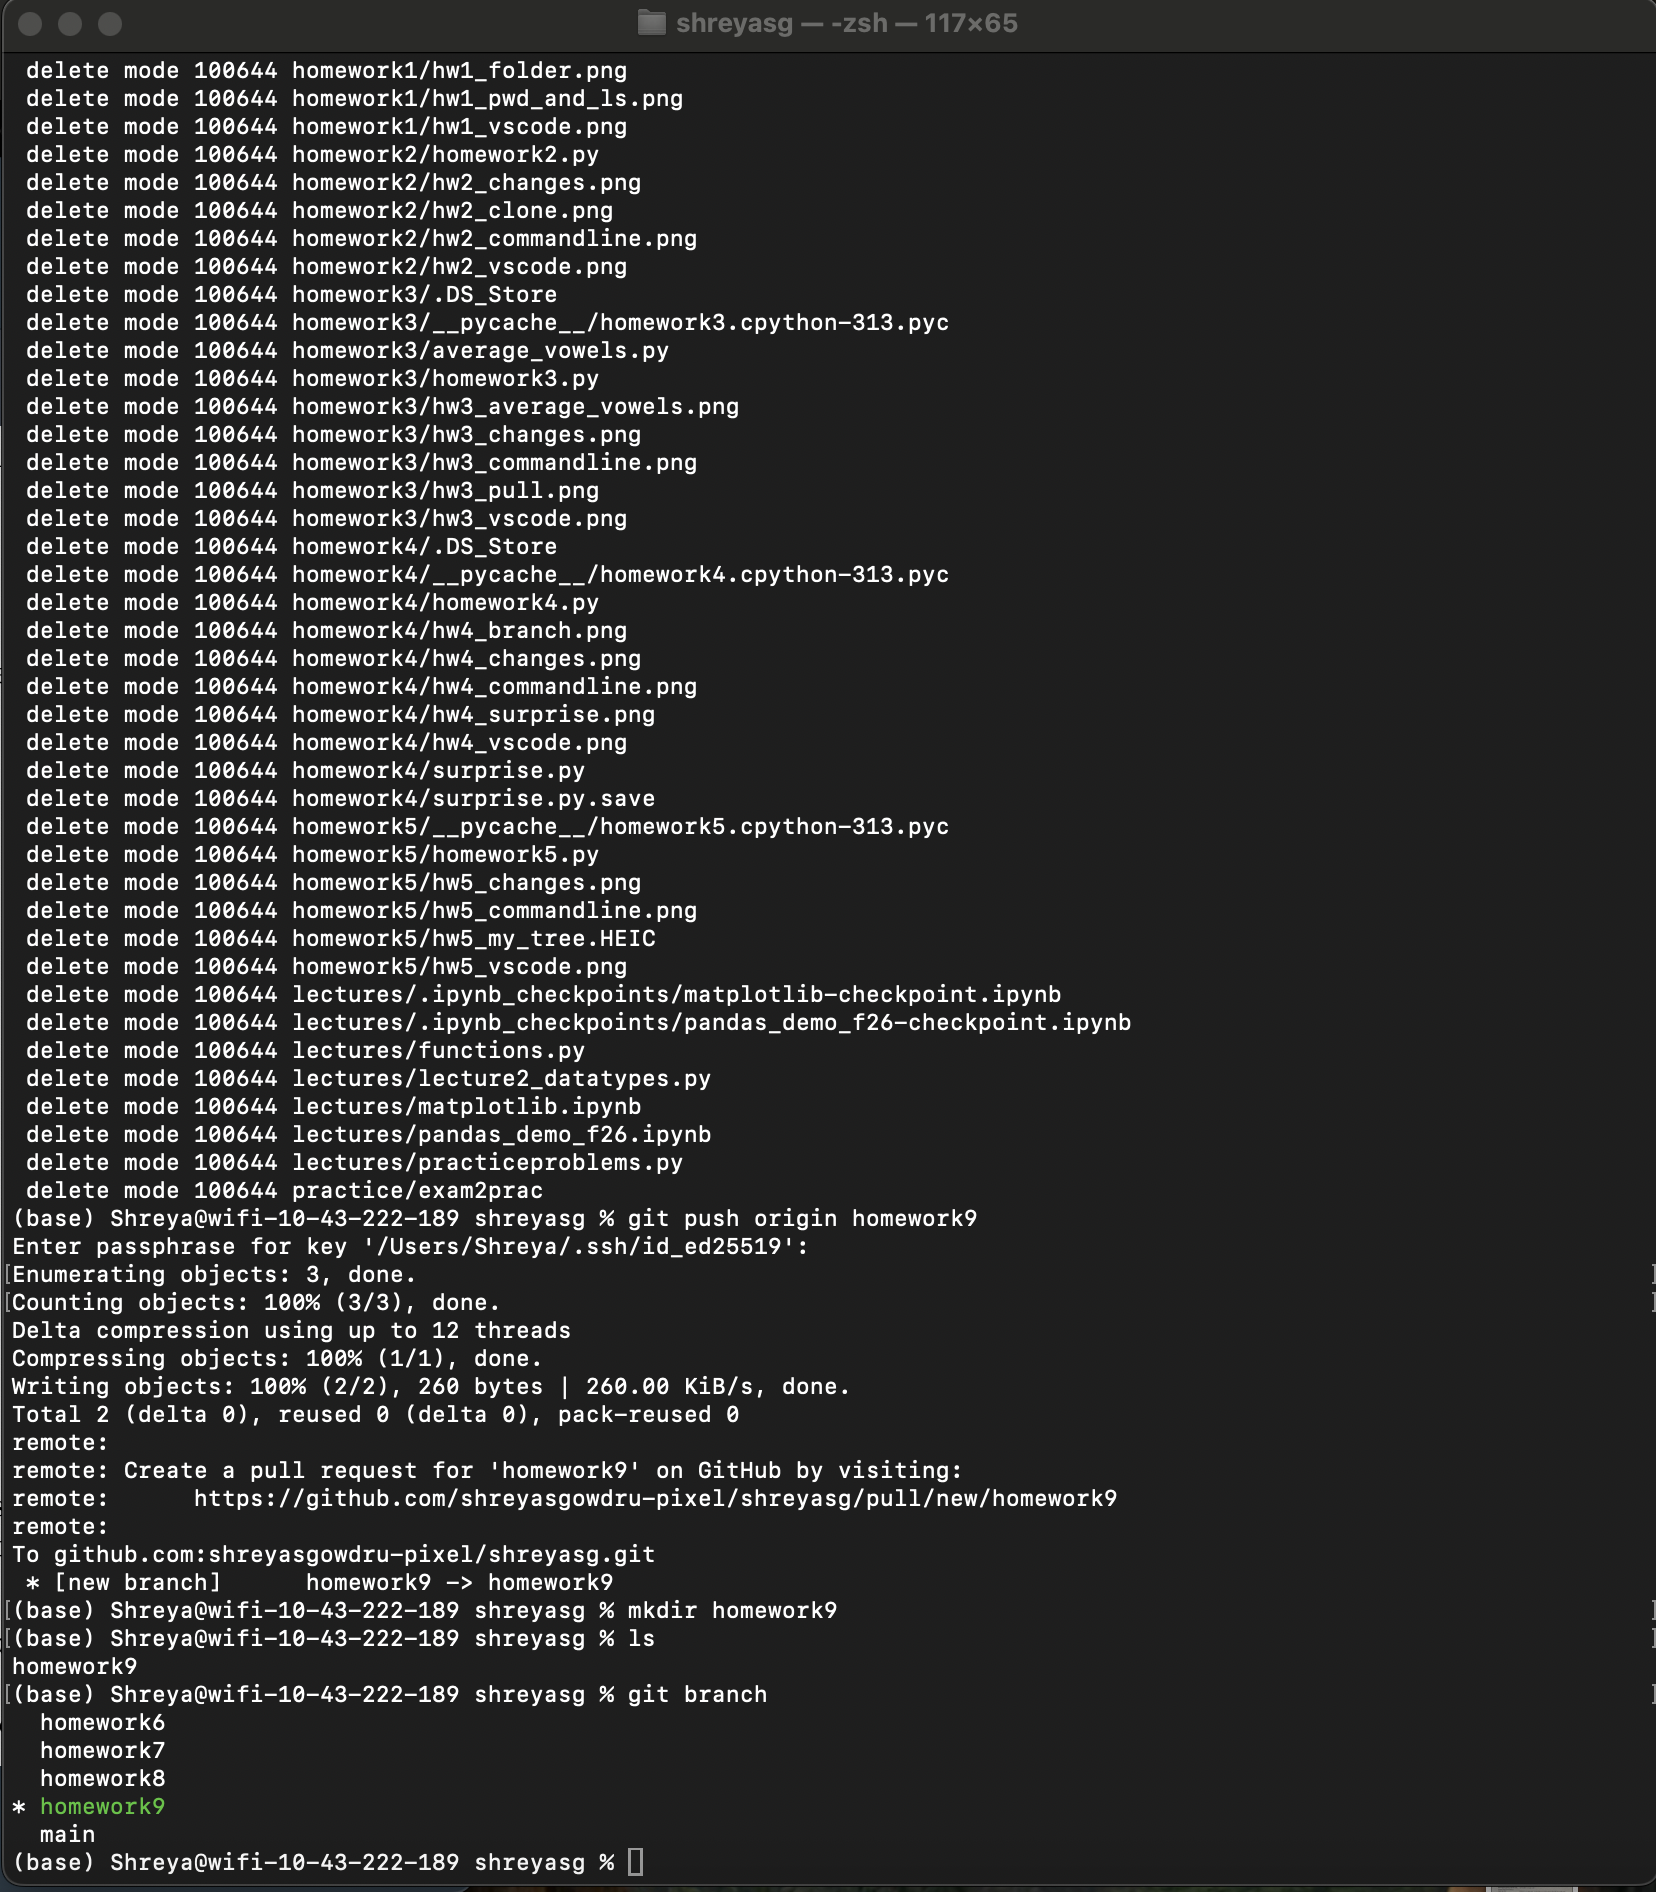 shreyasg — -zsh — 117×65
delete mode 100644 homework1/hw1_folder.png
delete mode 100644 homework1/hw1_pwd_and_ls.png
delete mode 100644 homework1/hw1_vscode.png
delete mode 100644 homework2/homework2.py
delete mode 100644 homework2/hw2_changes.png
delete mode 100644 homework2/hw2_clone.png
delete mode 100644 homework2/hw2_commandline.png
delete mode 100644 homework2/hw2_vscode.png
delete mode 100644 homework3/.DS_Store
delete mode 100644 homework3/__pycache__/homework3.cpython-313.pyc
delete mode 100644 homework3/average_vowels.py
delete mode 100644 homework3/homework3.py
delete mode 100644 homework3/hw3_average_vowels.png
delete mode 100644 homework3/hw3_changes.png
delete mode 100644 homework3/hw3_commandline.png
delete mode 100644 homework3/hw3_pull.png
delete mode 100644 homework3/hw3_vscode.png
delete mode 100644 homework4/.DS_Store
delete mode 100644 homework4/__pycache__/homework4.cpython-313.pyc
delete mode 100644 homework4/homework4.py
delete mode 100644 homework4/hw4_branch.png
delete mode 100644 homework4/hw4_changes.png
delete mode 100644 homework4/hw4_commandline.png
delete mode 100644 homework4/hw4_surprise.png
delete mode 100644 homework4/hw4_vscode.png
delete mode 100644 homework4/surprise.py
delete mode 100644 homework4/surprise.py.save
delete mode 100644 homework5/__pycache__/homework5.cpython-313.pyc
delete mode 100644 homework5/homework5.py
delete mode 100644 homework5/hw5_changes.png
delete mode 100644 homework5/hw5_commandline.png
delete mode 100644 homework5/hw5_my_tree.HEIC
delete mode 100644 homework5/hw5_vscode.png
delete mode 100644 lectures/.ipynb_checkpoints/matplotlib-checkpoint.ipynb
delete mode 100644 lectures/.ipynb_checkpoints/pandas_demo_f26-checkpoint.ipynb
delete mode 100644 lectures/functions.py
delete mode 100644 lectures/lecture2_datatypes.py
delete mode 100644 lectures/matplotlib.ipynb
delete mode 100644 lectures/pandas_demo_f26.ipynb
delete mode 100644 lectures/practiceproblems.py
delete mode 100644 practice/exam2prac
(base) Shreya@wifi-10-43-222-189 shreyasg % git push origin homework9
Enter passphrase for key '/Users/Shreya/.ssh/id_ed25519':
[Enumerating objects: 3, done. ]
[Counting objects: 100% (3/3), done. ]
Delta compression using up to 12 threads
Compressing objects: 100% (1/1), done.
Writing objects: 100% (2/2), 260 bytes | 260.00 KiB/s, done.
Total 2 (delta 0), reused 0 (delta 0), pack-reused 0
remote:
remote: Create a pull request for 'homework9' on GitHub by visiting:
remote:      https://github.com/shreyasgowdru-pixel/shreyasg/pull/new/homework9
remote:
To github.com:shreyasgowdru-pixel/shreyasg.git
* [new branch]      homework9 -> homework9
[(base) Shreya@wifi-10-43-222-189 shreyasg % mkdir homework9 ]
[(base) Shreya@wifi-10-43-222-189 shreyasg % ls ]
homework9
[(base) Shreya@wifi-10-43-222-189 shreyasg % git branch ]
homework6
homework7
homework8
* homework9
main
(base) Shreya@wifi-10-43-222-189 shreyasg %